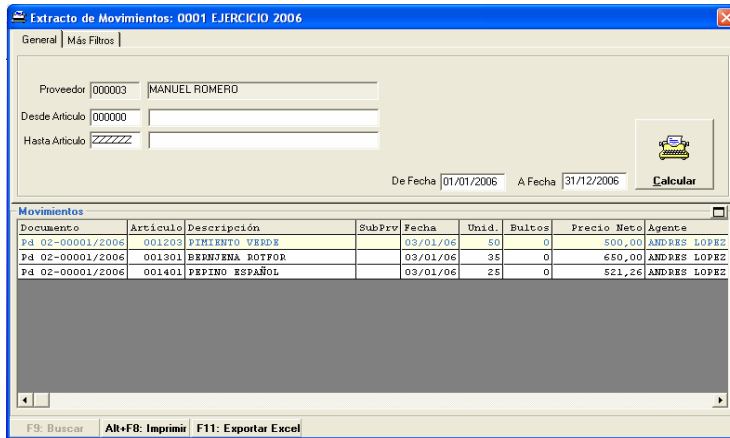 Extracto de Movimientos: 0001 EJERCICIO 2006
General Más Filtros
Proveedor 000003 MANUEL ROMERO
Desde Articulo 000000
Hasta Articulo ZZZZZZ
De Fecha 01/01/2006 A Fecha 31/12/2006 Calcular
Movimientos
Documento Artículo Descripción SubPrv Fecha Unid. Bultos Precio Neto Agente
Pd 02-00001/2006 001203 PIMIENTO VERDE 03/01/06 50 0 500,00 ANDRES LOPEZ
Pd 02-00001/2006 001301 BERNJENA ROTFOR 03/01/06 35 0 650,00 ANDRES LOPEZ
Pd 02-00001/2006 001401 PEPINO ESPAÑOL 03/01/06 25 0 521,26 ANDRES LOPEZ
F9: Buscar Alt+F8: Imprimir F11: Exportar Excel